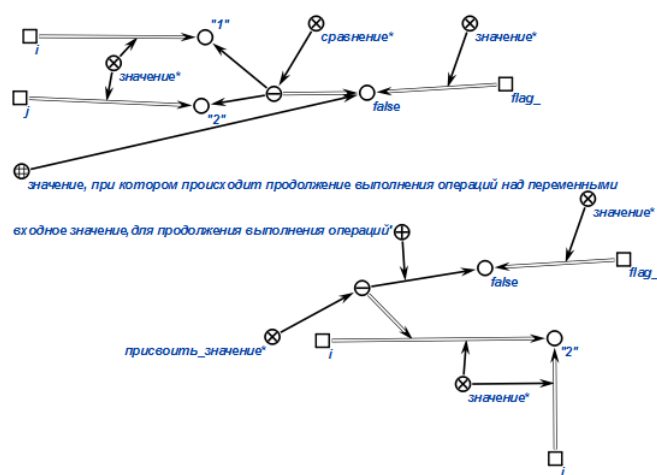 "1"
сравнение*
значение*
i
значение*
j
"2"
false
flag_
значение, при котором происходит продолжение выполнения операций над переменными
значение*
входное значение, для продолжения выполнения операций'
false
flag_
присвоить_значение*
i
"2"
значение*
j